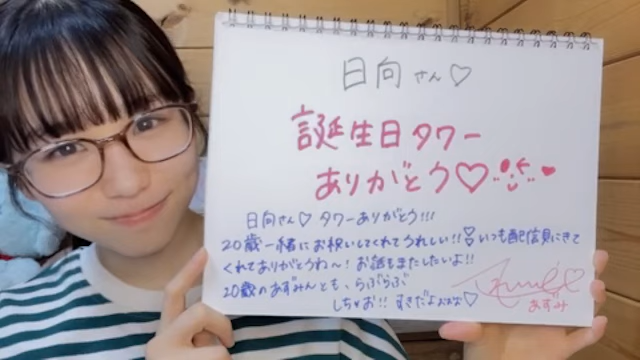 日向さん♡
誕生日タワー
ありがとう♡
日向さん♡ タワーありがとう!!!
20歳一緒にお祝いしてくれてうれしい!! いつも配信見にきて
くれてありがとうね〜! お話もまたしたいよ!!
20歳のあずみんとも、らぶらぶ
しちゃお!! すきだよ♡
あずみ